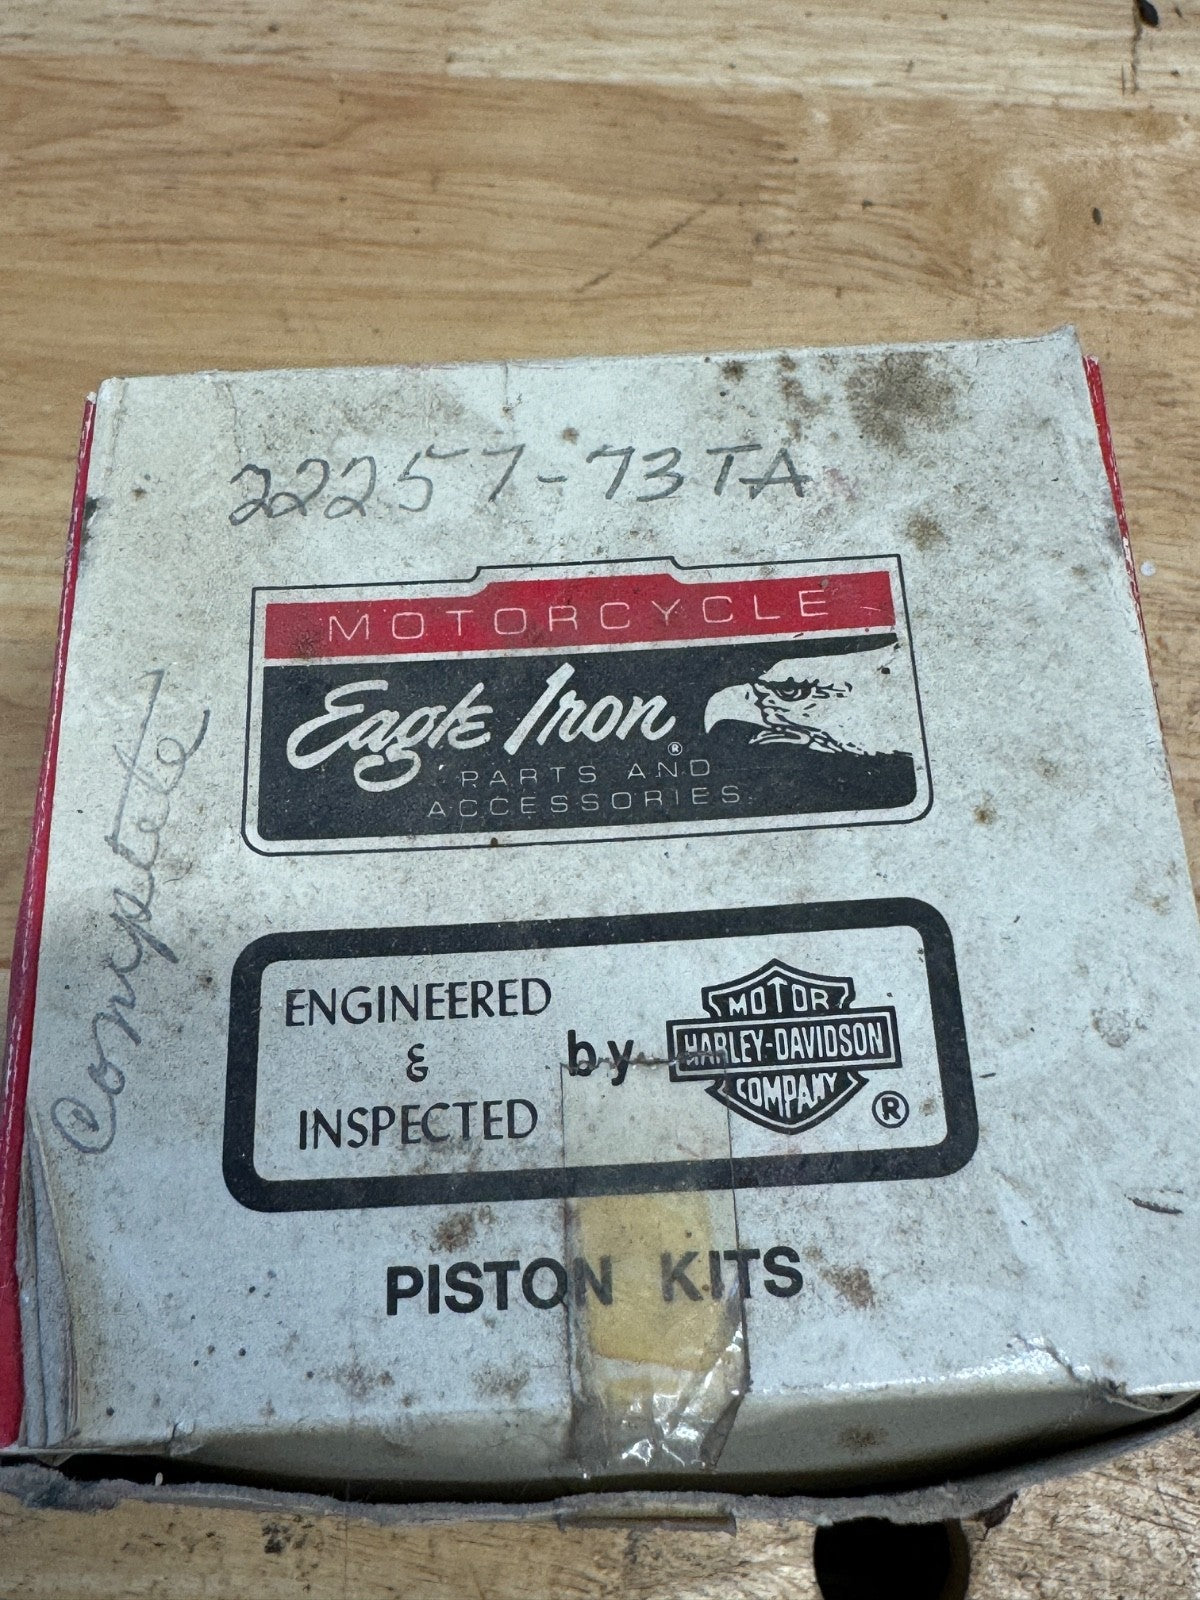 22257-73TA
MOTORCYCLE
Eagle Iron®
PARTS AND
ACCESSORIES
Complete
ENGINEERED
&
INSPECTED
by
MOTOR
HARLEY-DAVIDSON
COMPANY
®
PISTON KITS